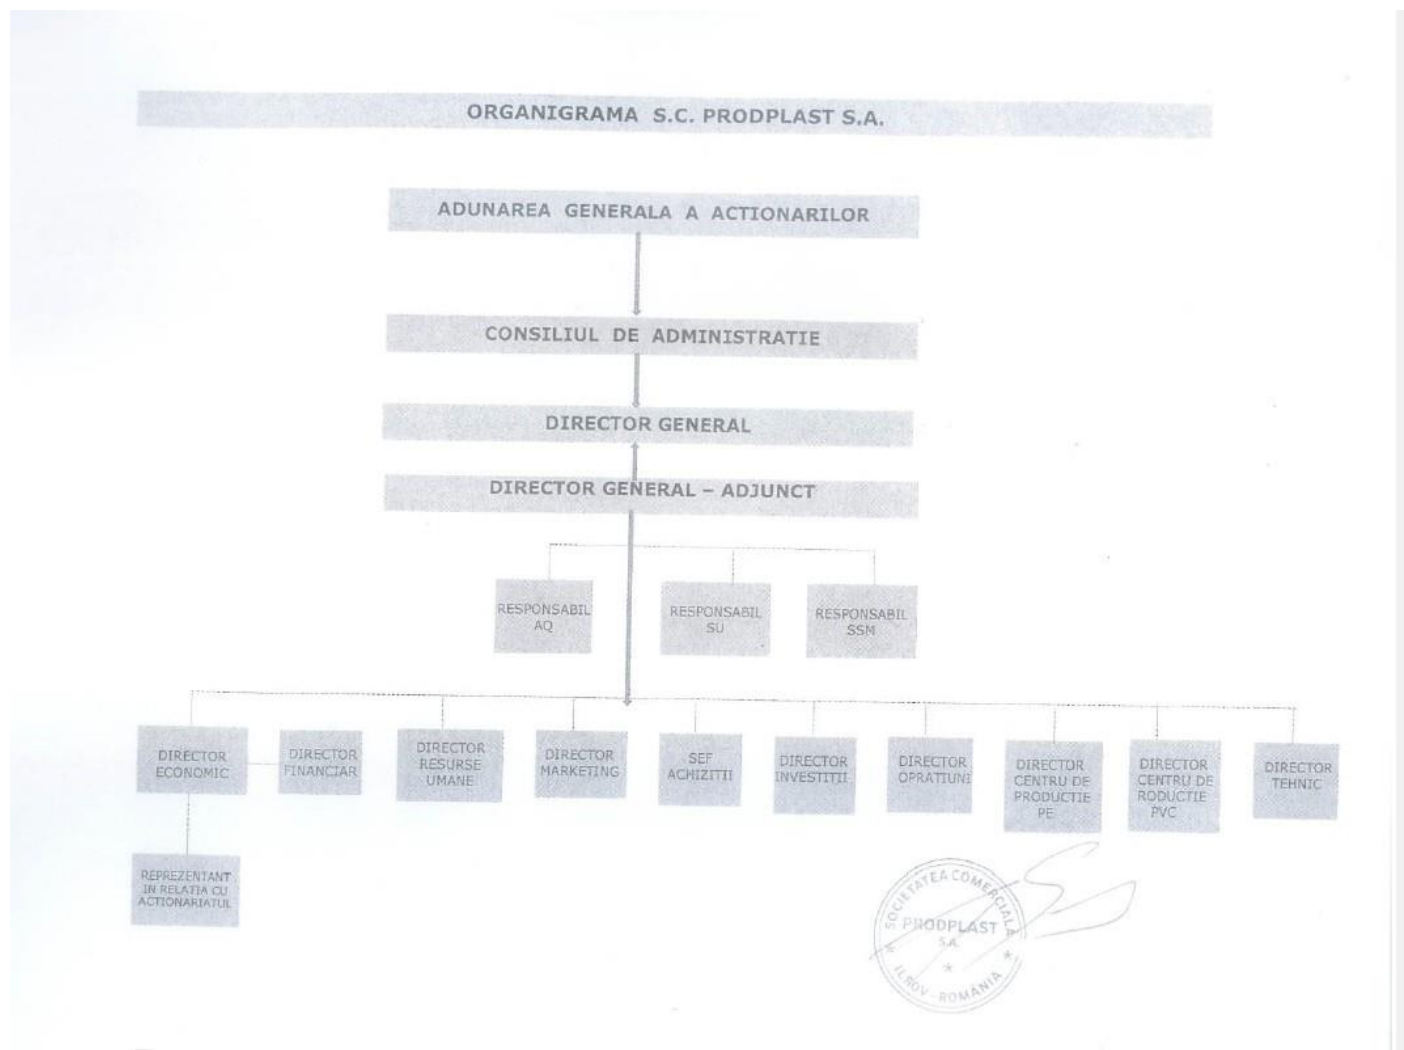 ORGANIGRAMA S.C. PRODPLAST S.A.
ADUNAREA GENERALA A ACTIONARILOR
CONSILIUL DE ADMINISTRATIE
DIRECTOR GENERAL
DIRECTOR GENERAL – ADJUNCT
RESPONSABIL
AQ
RESPONSABIL
SU
RESPONSABIL
SSM
DIRECTOR
ECONOMIC
DIRECTOR
FINANCIAR
DIRECTOR
RESURSE
UMANE
DIRECTOR
MARKETING
SEF
ACHIZITII
DIRECTOR
INVESTITII
DIRECTOR
OPRATIUNI
DIRECTOR
CENTRU DE
PRODUCTIE
PE
DIRECTOR
CENTRU DE
RODUCTIE
PVC
DIRECTOR
TEHNIC
REPREZENTANT
IN RELATIA CU
ACTIONARIATUL
SOCIETATEA COMERCIALA
PRODPLAST
S.A.
ILFOV - ROMÂNIA